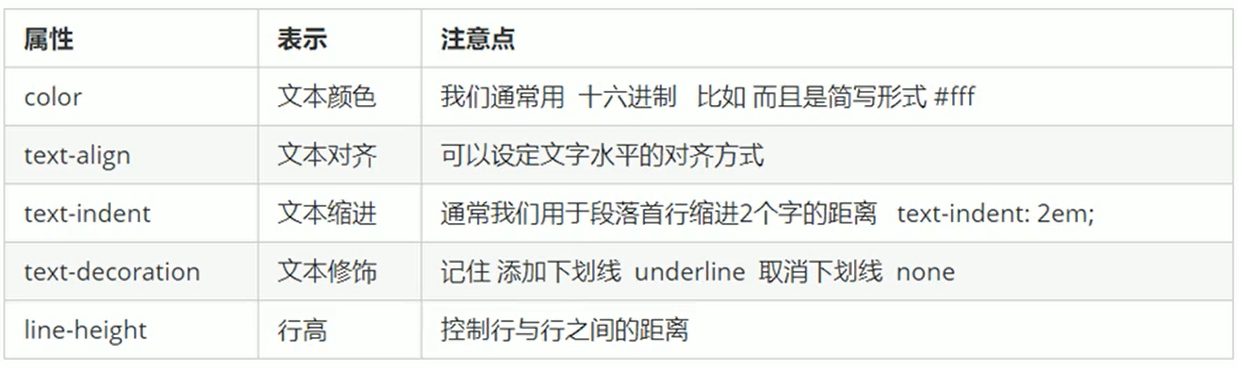 属性 表示 注意点
color 文本颜色 我们通常用 十六进制 比如 而且是简写形式 #fff
text-align 文本对齐 可以设定文字水平的对齐方式
text-indent 文本缩进 通常我们用于段落首行缩进2个字的距离 text-indent: 2em;
text-decoration 文本修饰 记住 添加下划线 underline 取消下划线 none
line-height 行高 控制行与行之间的距离